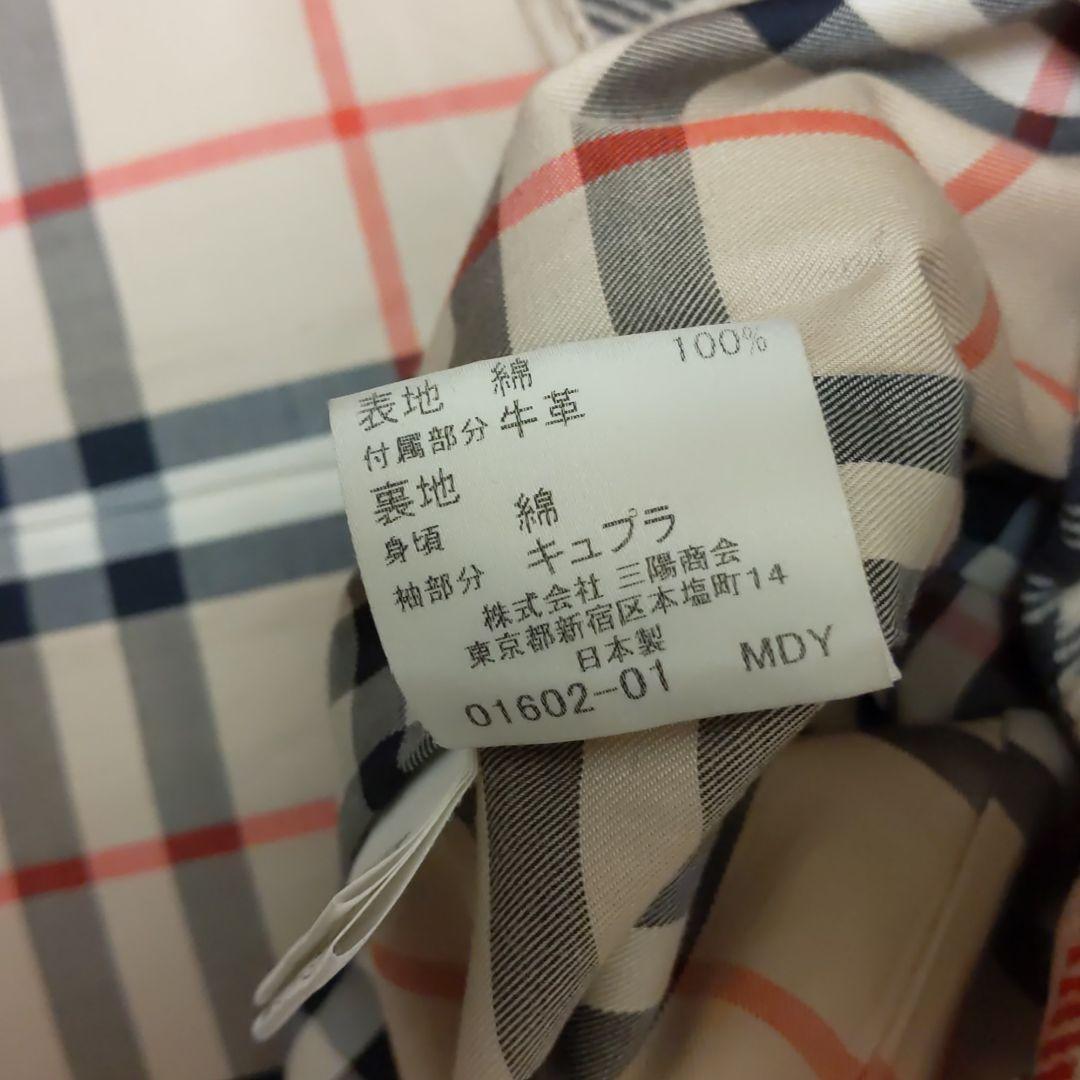 表地 綿 100%
付属部分 牛革
裏地
身頃 綿
袖部分 キュプラ
株式会社 三陽商会
東京都新宿区本塩町14
日本製
01602-01 MDY